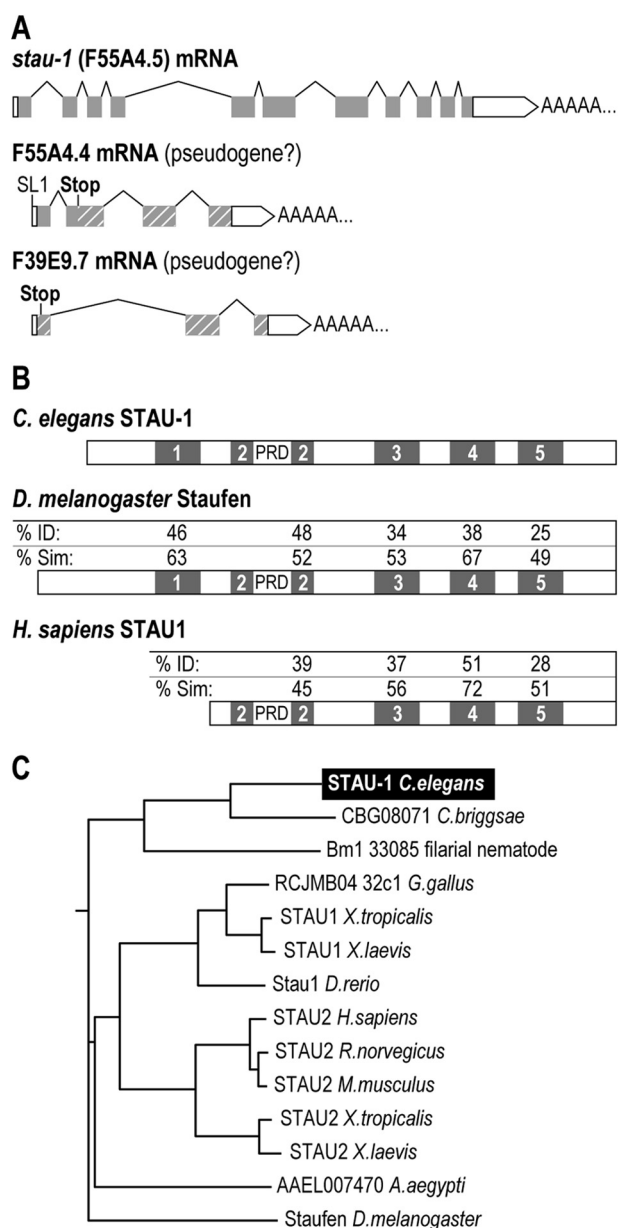 A
stau-1 (F55A4.5) mRNA
AAAAA...
F55A4.4 mRNA (pseudogene?)
SL1 Stop
AAAAA...
F39E9.7 mRNA (pseudogene?)
Stop
AAAAA...
B
C. elegans STAU-1
1 2 PRD 2 3 4 5
D. melanogaster Staufen
% ID: 46 48 34 38 25
% Sim: 63 52 53 67 49
1 2 PRD 2 3 4 5
H. sapiens STAU1
% ID: 39 37 51 28
% Sim: 45 56 72 51
2 PRD 2 3 4 5
C
STAU-1 C.elegans
CBG08071 C.briggsae
Bm1 33085 filarial nematode
RCJMB04 32c1 G.gallus
STAU1 X.tropicalis
STAU1 X.laevis
Stau1 D.rerio
STAU2 H.sapiens
STAU2 R.norvegicus
STAU2 M.musculus
STAU2 X.tropicalis
STAU2 X.laevis
AAEL007470 A.aegypti
Staufen D.melanogaster